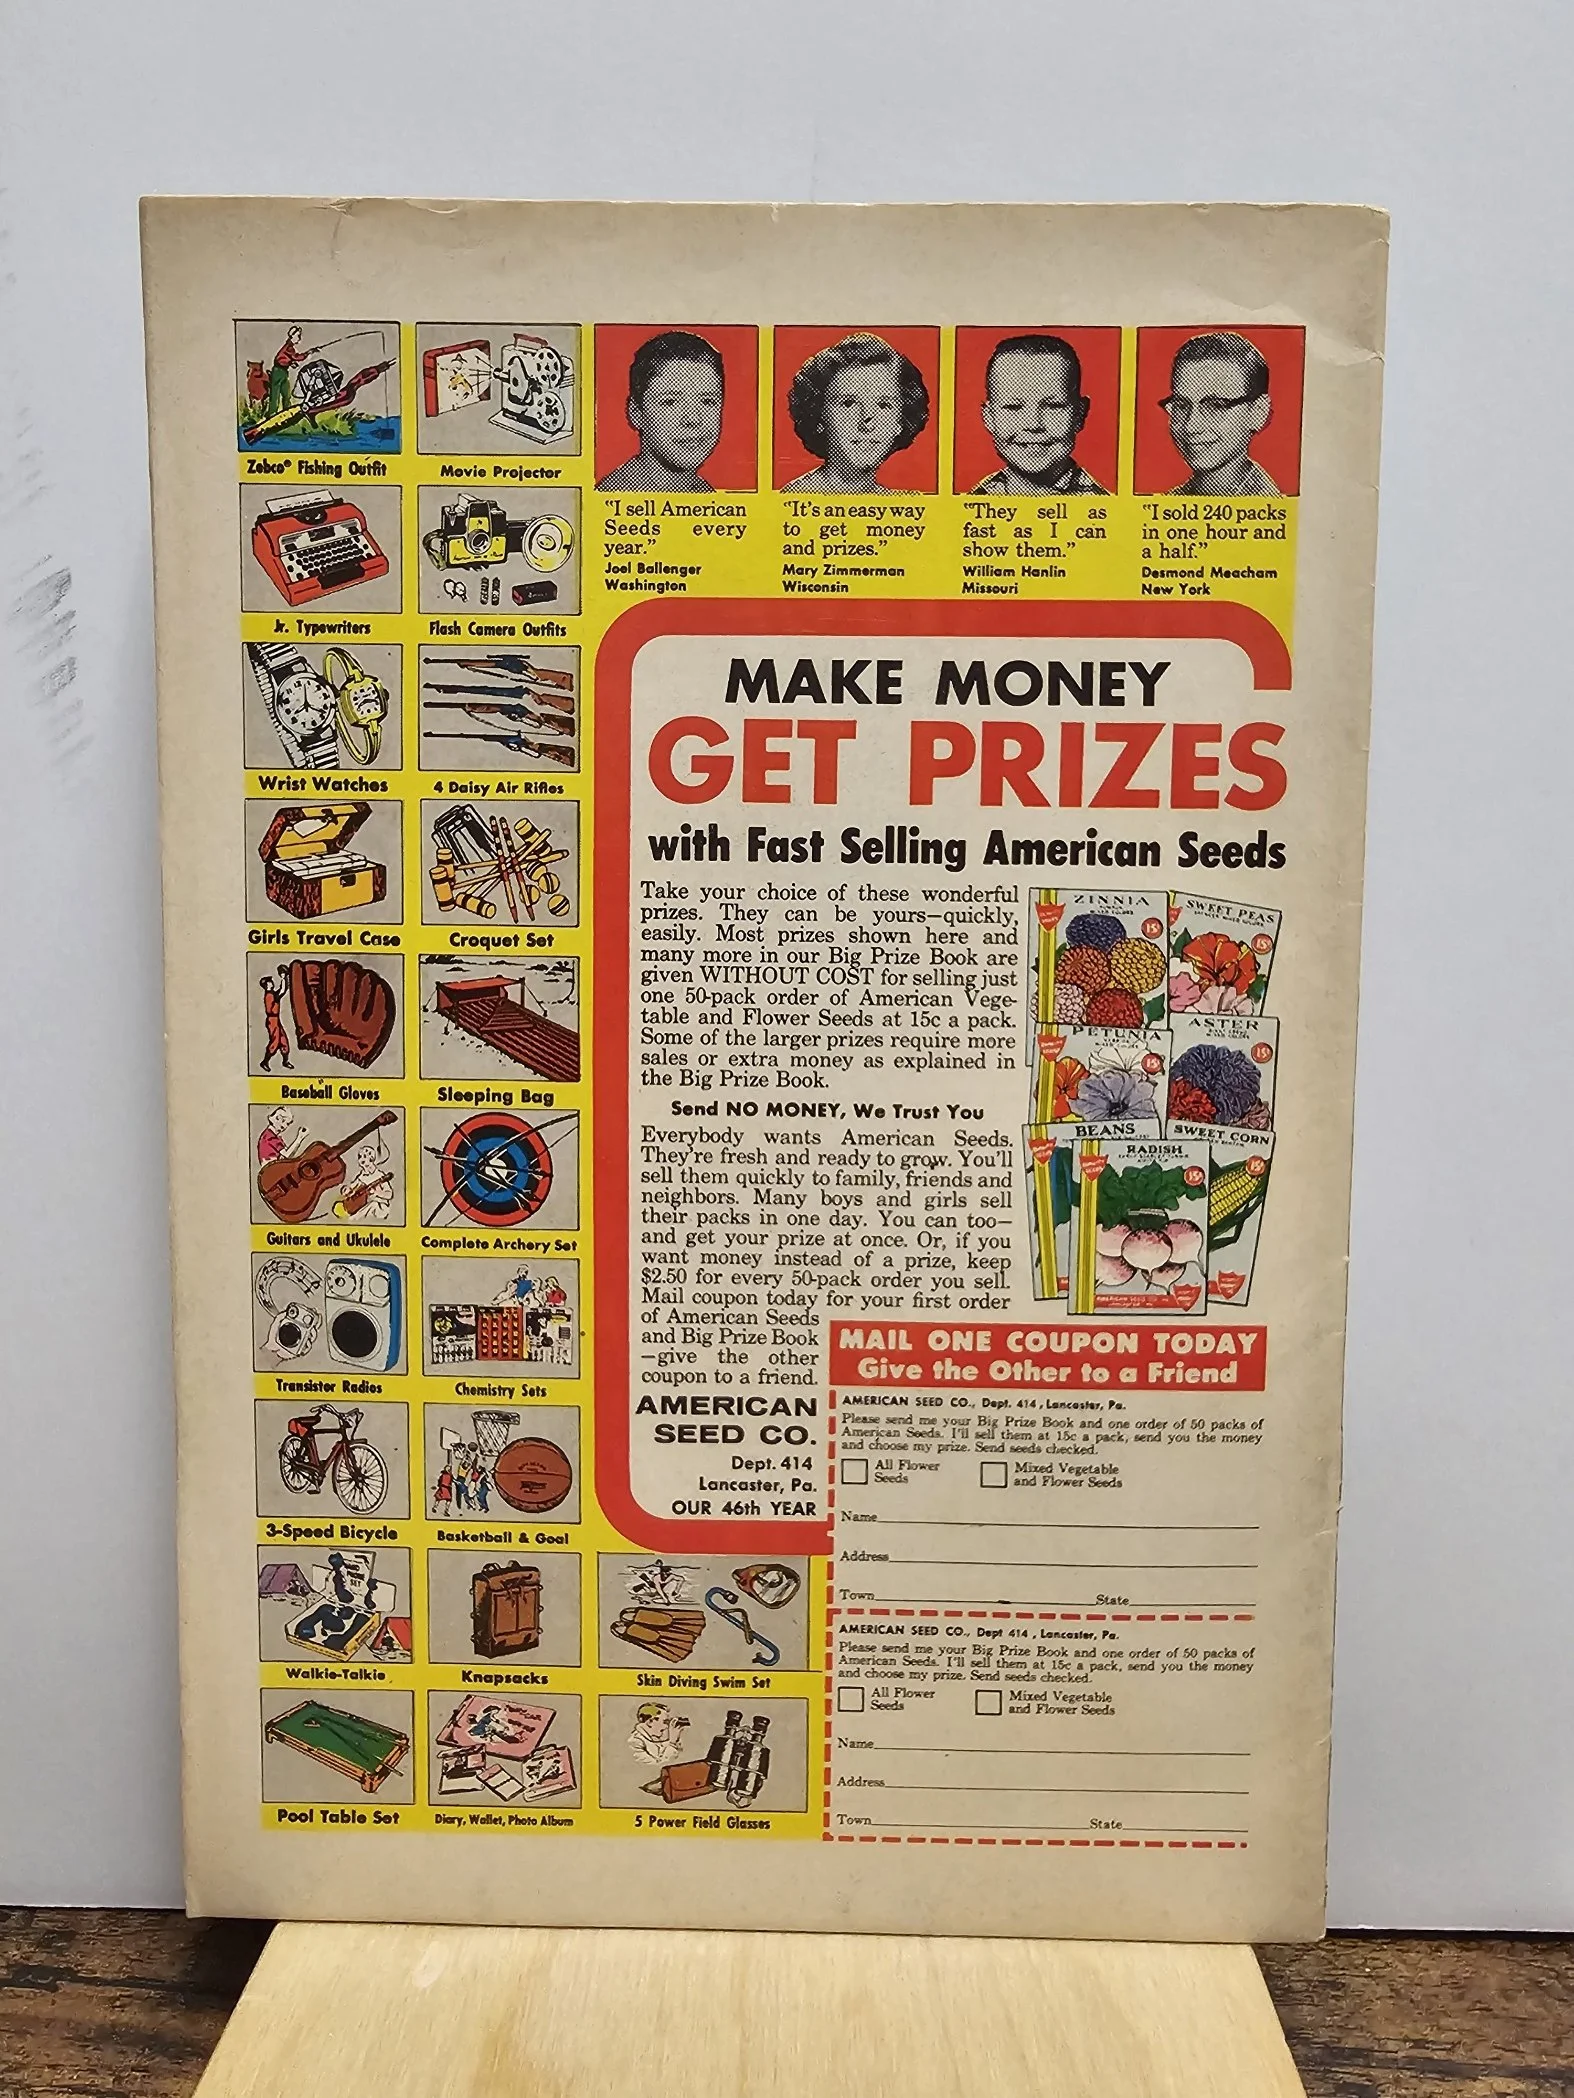 Zebco® Fishing Outfit
Movie Projector
Jr. Typewriters
Flash Camera Outfits
Wrist Watches
4 Daisy Air Rifles
Girls Travel Case
Croquet Set
Baseball Gloves
Sleeping Bag
Guitars and Ukulele
Complete Archery Set
Transistor Radios
Chemistry Sets
3-Speed Bicycle
Basketball & Goal
Walkie-Talkie
Knapsacks
Skin Diving Swim Set
Pool Table Set
Diary, Wallet, Photo Album
5 Power Field Glasses
"I sell American
Seeds every
year."
Joel Ballenger
Washington
"It's an easy way
to get money
and prizes."
Mary Zimmerman
Wisconsin
"They sell as
fast as I can
show them."
William Hanlin
Missouri
"I sold 240 packs
in one hour and
a half."
Desmond Meacham
New York
MAKE MONEY
GET PRIZES
with Fast Selling American Seeds
Take your choice of these wonderful
prizes. They can be yours—quickly,
easily. Most prizes shown here and
many more in our Big Prize Book are
given WITHOUT COST for selling just
one 50-pack order of American Vege-
table and Flower Seeds at 15c a pack.
Some of the larger prizes require more
sales or extra money as explained in
the Big Prize Book.
Send NO MONEY, We Trust You
Everybody wants American Seeds.
They're fresh and ready to grow. You'll
sell them quickly to family, friends and
neighbors. Many boys and girls sell
their packs in one day. You can too—
and get your prize at once. Or, if you
want money instead of a prize, keep
$2.50 for every 50-pack order you sell.
Mail coupon today for your first order
of American Seeds
and Big Prize Book
—give the other
coupon to a friend.
AMERICAN
SEED CO.
Dept. 414
Lancaster, Pa.
OUR 46th YEAR
ZINNIA
15¢
SWEET PEAS
15¢
PETUNIA
15¢
ASTER
15¢
BEANS
SWEET CORN
15¢
RADISH
15¢
MAIL ONE COUPON TODAY
Give the Other to a Friend
AMERICAN SEED CO., Dept. 414, Lancaster, Pa.
Please send me your Big Prize Book and one order of 50 packs of
American Seeds. I'll sell them at 15c a pack, send you the money
and choose my prize. Send seeds checked.
All Flower
Seeds
Mixed Vegetable
and Flower Seeds
Name
Address
Town State
AMERICAN SEED CO., Dept 414, Lancaster, Pa.
Please send me your Big Prize Book and one order of 50 packs of
American Seeds. I'll sell them at 15c a pack, send you the money
and choose my prize. Send seeds checked.
All Flower
Seeds
Mixed Vegetable
and Flower Seeds
Name
Address
Town State